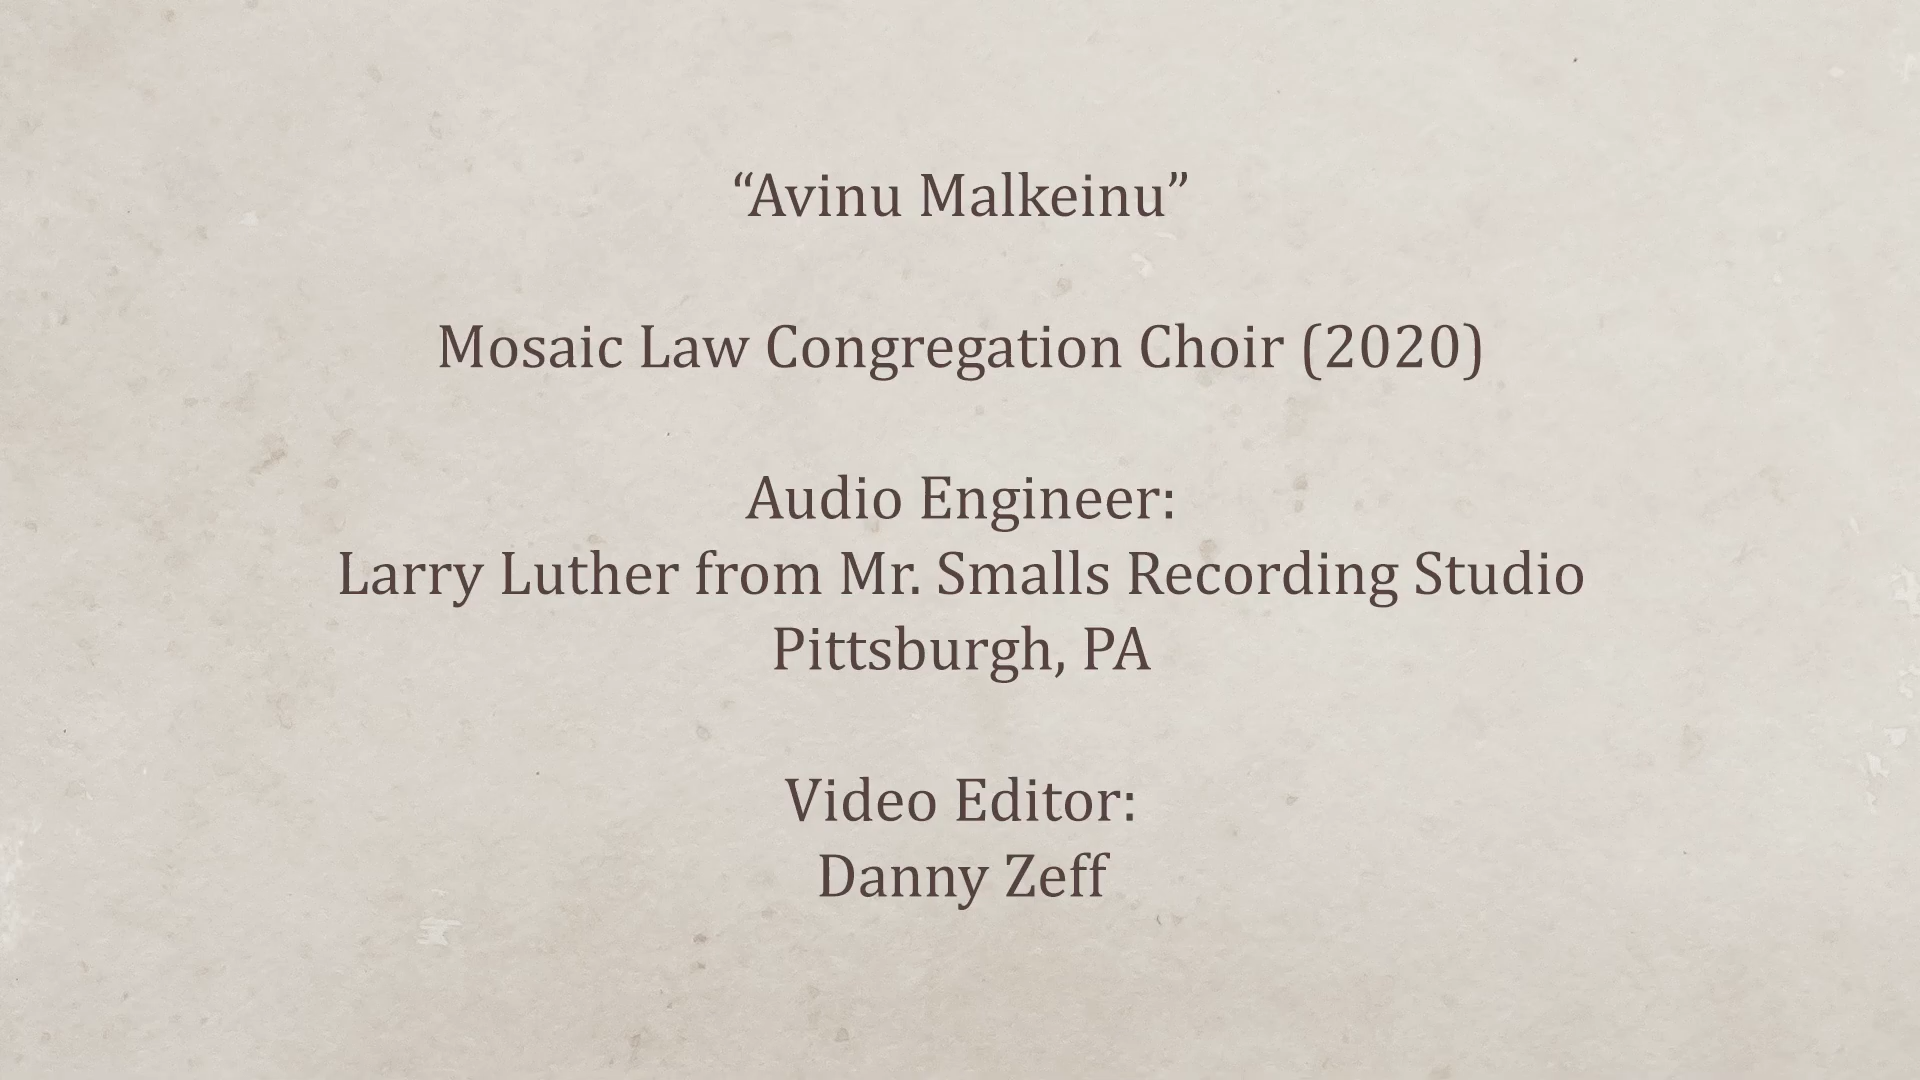 “Avinu Malkeinu”
Mosaic Law Congregation Choir (2020)
Audio Engineer:
Larry Luther from Mr. Smalls Recording Studio
Pittsburgh, PA
Video Editor:
Danny Zeff